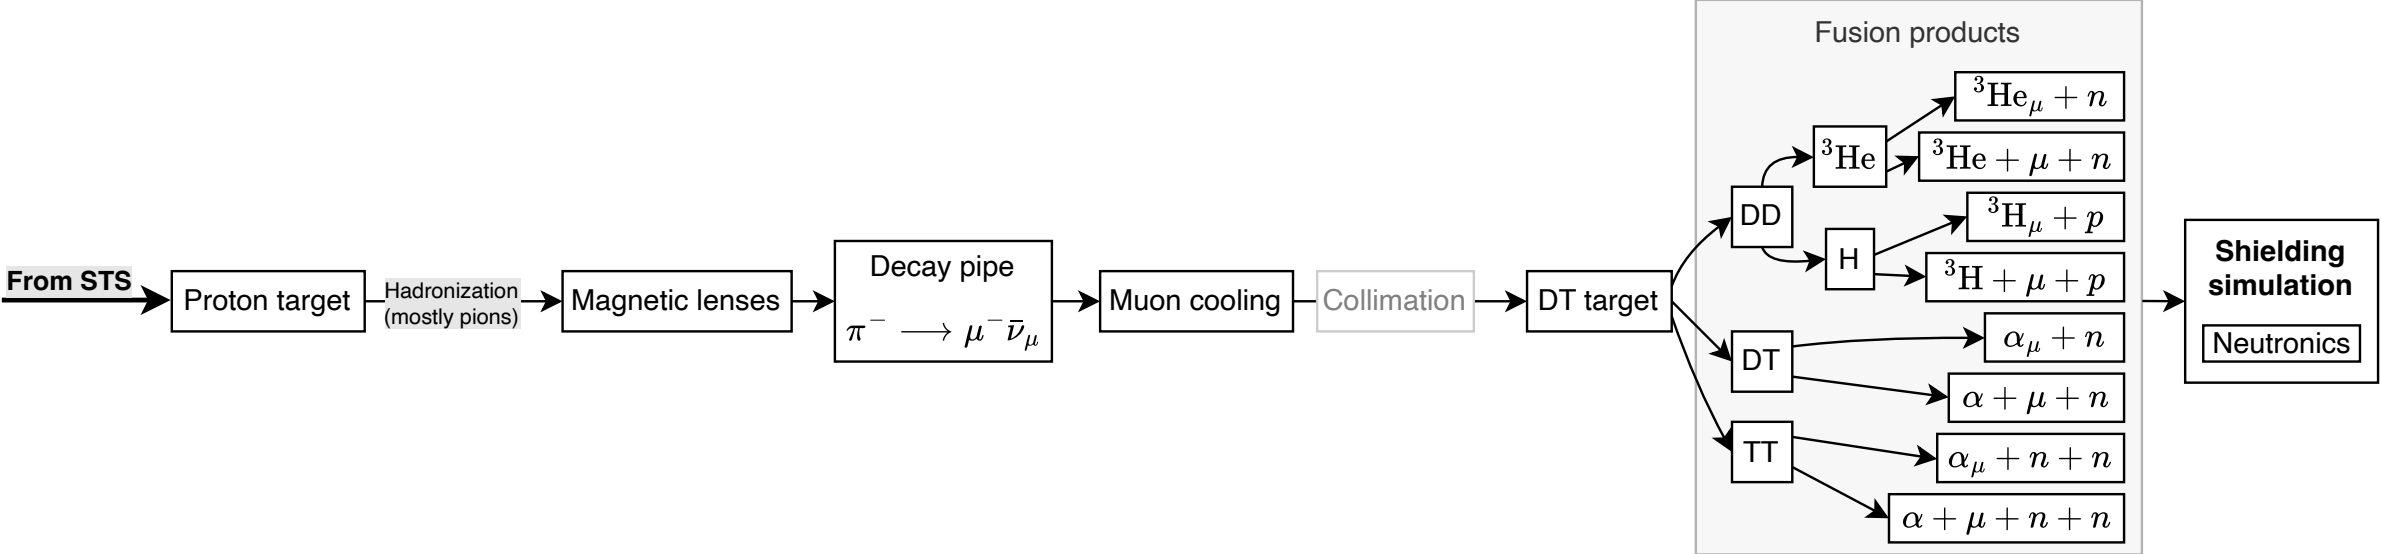 Fusion products
From STS
Proton target
Hadronization
(mostly pions)
Magnetic lenses
Decay pipe
π⁻ ⟶ μ⁻ν̄_μ
Muon cooling
Collimation
DT target
DD
³He
³He_μ + n
³He + μ + n
H
³H_μ + p
³H + μ + p
DT
α_μ + n
α + μ + n
TT
α_μ + n + n
α + μ + n + n
Shielding
simulation
Neutronics